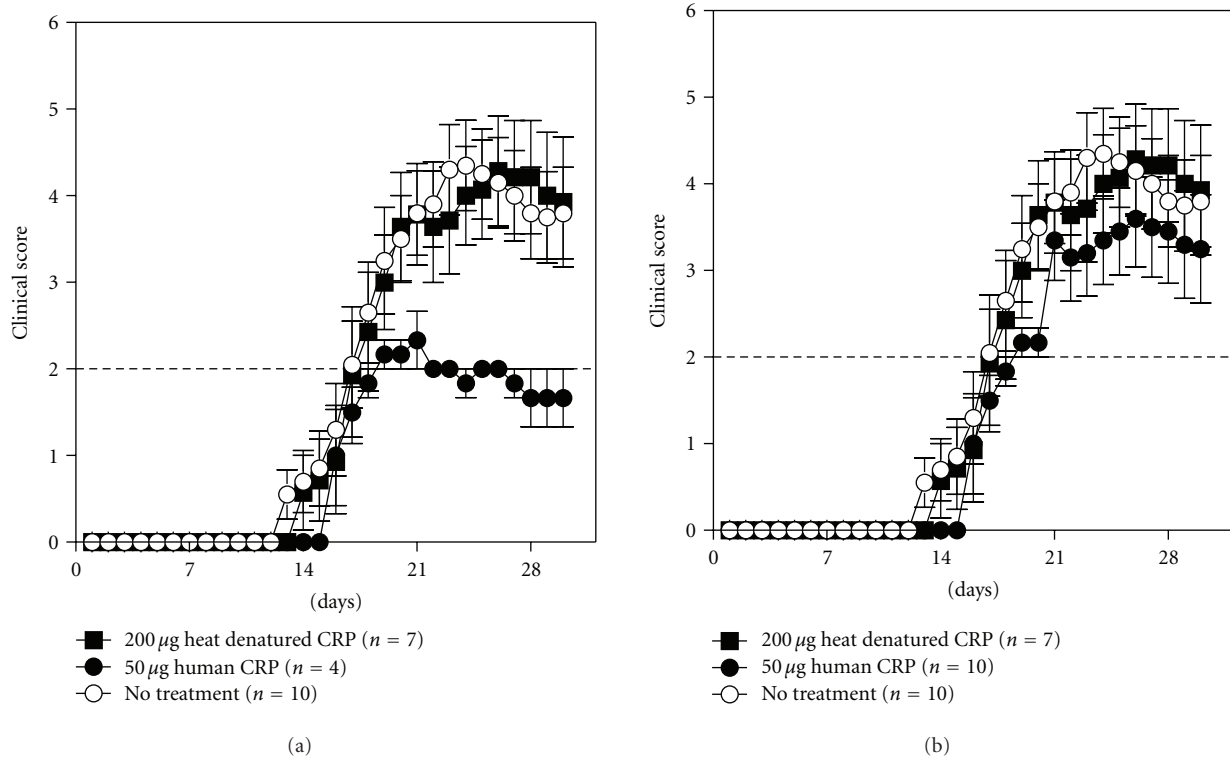 6
5
4
3
2
1
0
Clinical score
0 7 14 21 28
(days)
200 μg heat denatured CRP (n = 7)
50 μg human CRP (n = 4)
No treatment (n = 10)
(a)
6
5
4
3
2
1
0
Clinical score
0 7 14 21 28
(days)
200 μg heat denatured CRP (n = 7)
50 μg human CRP (n = 10)
No treatment (n = 10)
(b)